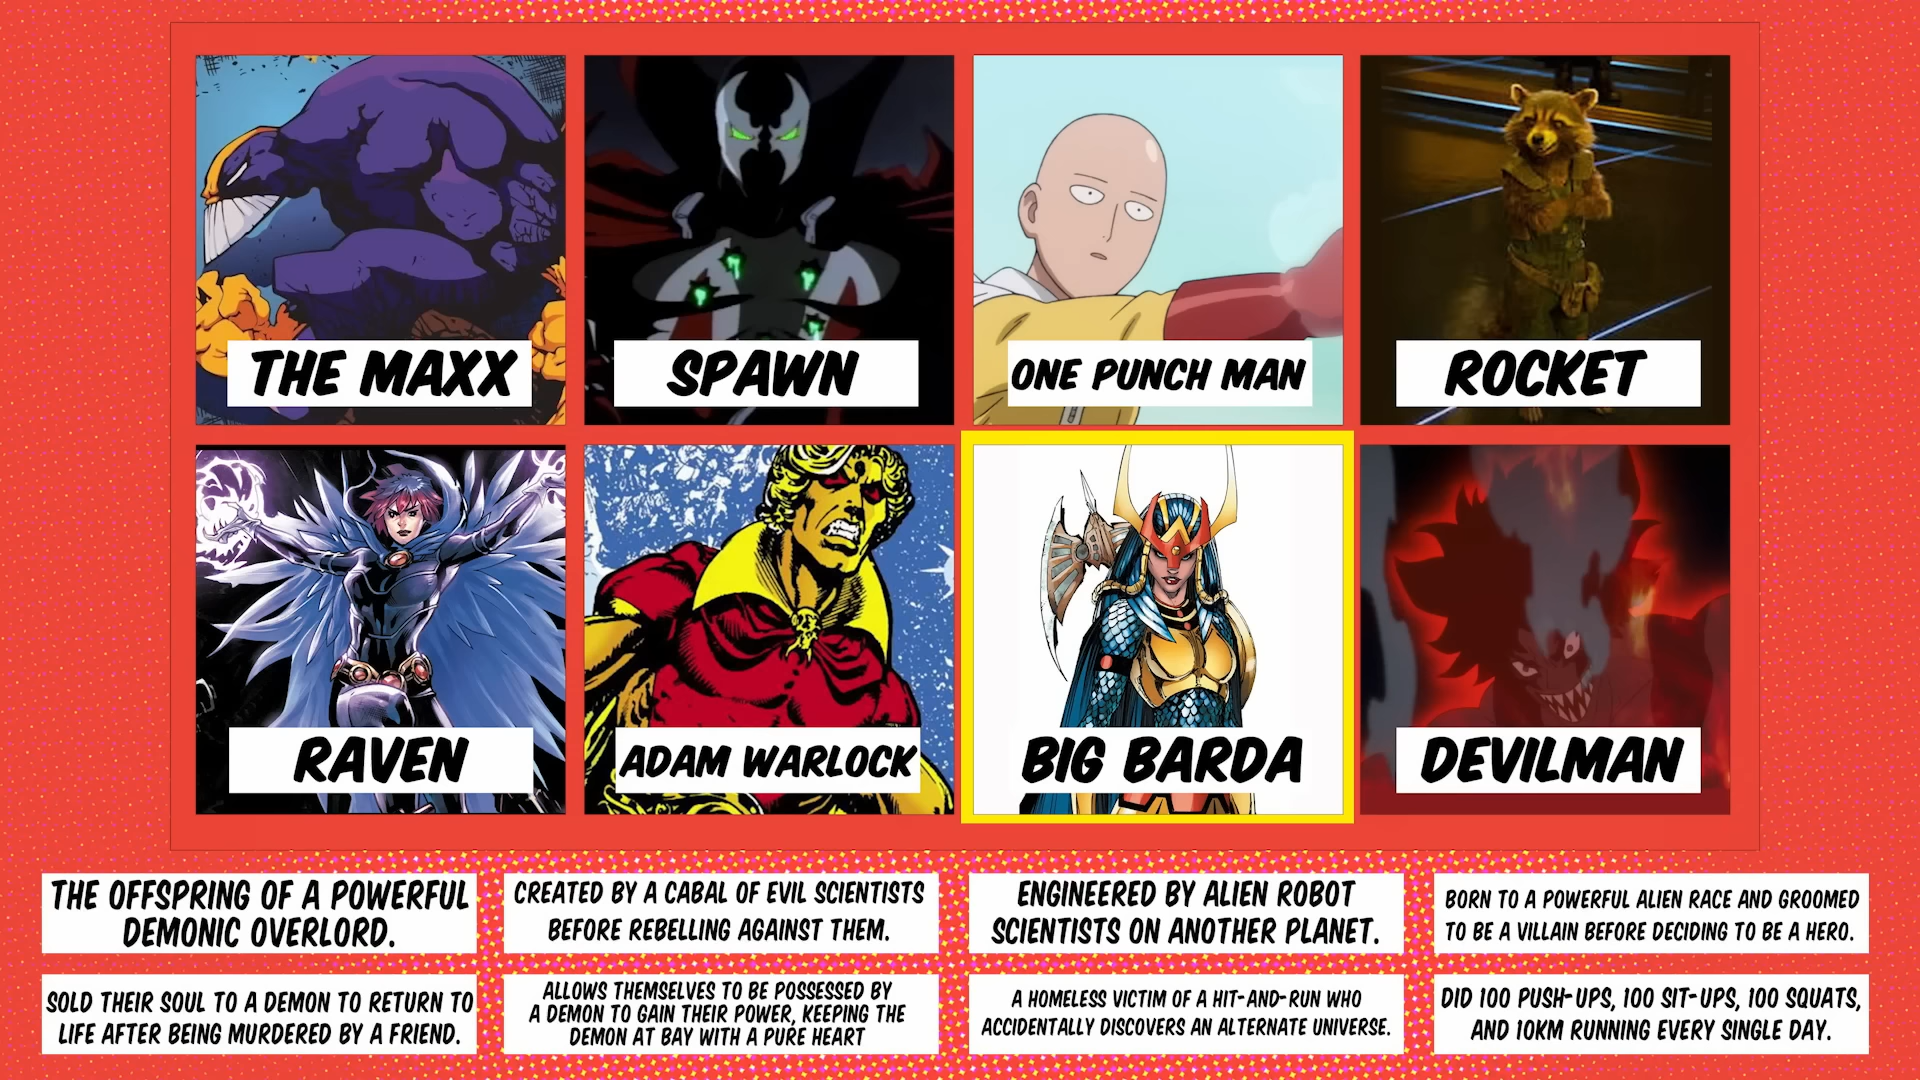 THE MAXX
SPAWN
ONE PUNCH MAN
ROCKET
RAVEN
ADAM WARLOCK
BIG BARDA
DEVILMAN
THE OFFSPRING OF A POWERFUL
DEMONIC OVERLORD.
CREATED BY A CABAL OF EVIL SCIENTISTS
BEFORE REBELLING AGAINST THEM.
ENGINEERED BY ALIEN ROBOT
SCIENTISTS ON ANOTHER PLANET.
BORN TO A POWERFUL ALIEN RACE AND GROOMED
TO BE A VILLAIN BEFORE DECIDING TO BE A HERO.
SOLD THEIR SOUL TO A DEMON TO RETURN TO
LIFE AFTER BEING MURDERED BY A FRIEND.
ALLOWS THEMSELVES TO BE POSSESSED BY
A DEMON TO GAIN THEIR POWER, KEEPING THE
DEMON AT BAY WITH A PURE HEART
A HOMELESS VICTIM OF A HIT-AND-RUN WHO
ACCIDENTALLY DISCOVERS AN ALTERNATE UNIVERSE.
DID 100 PUSH-UPS, 100 SIT-UPS, 100 SQUATS,
AND 10KM RUNNING EVERY SINGLE DAY.